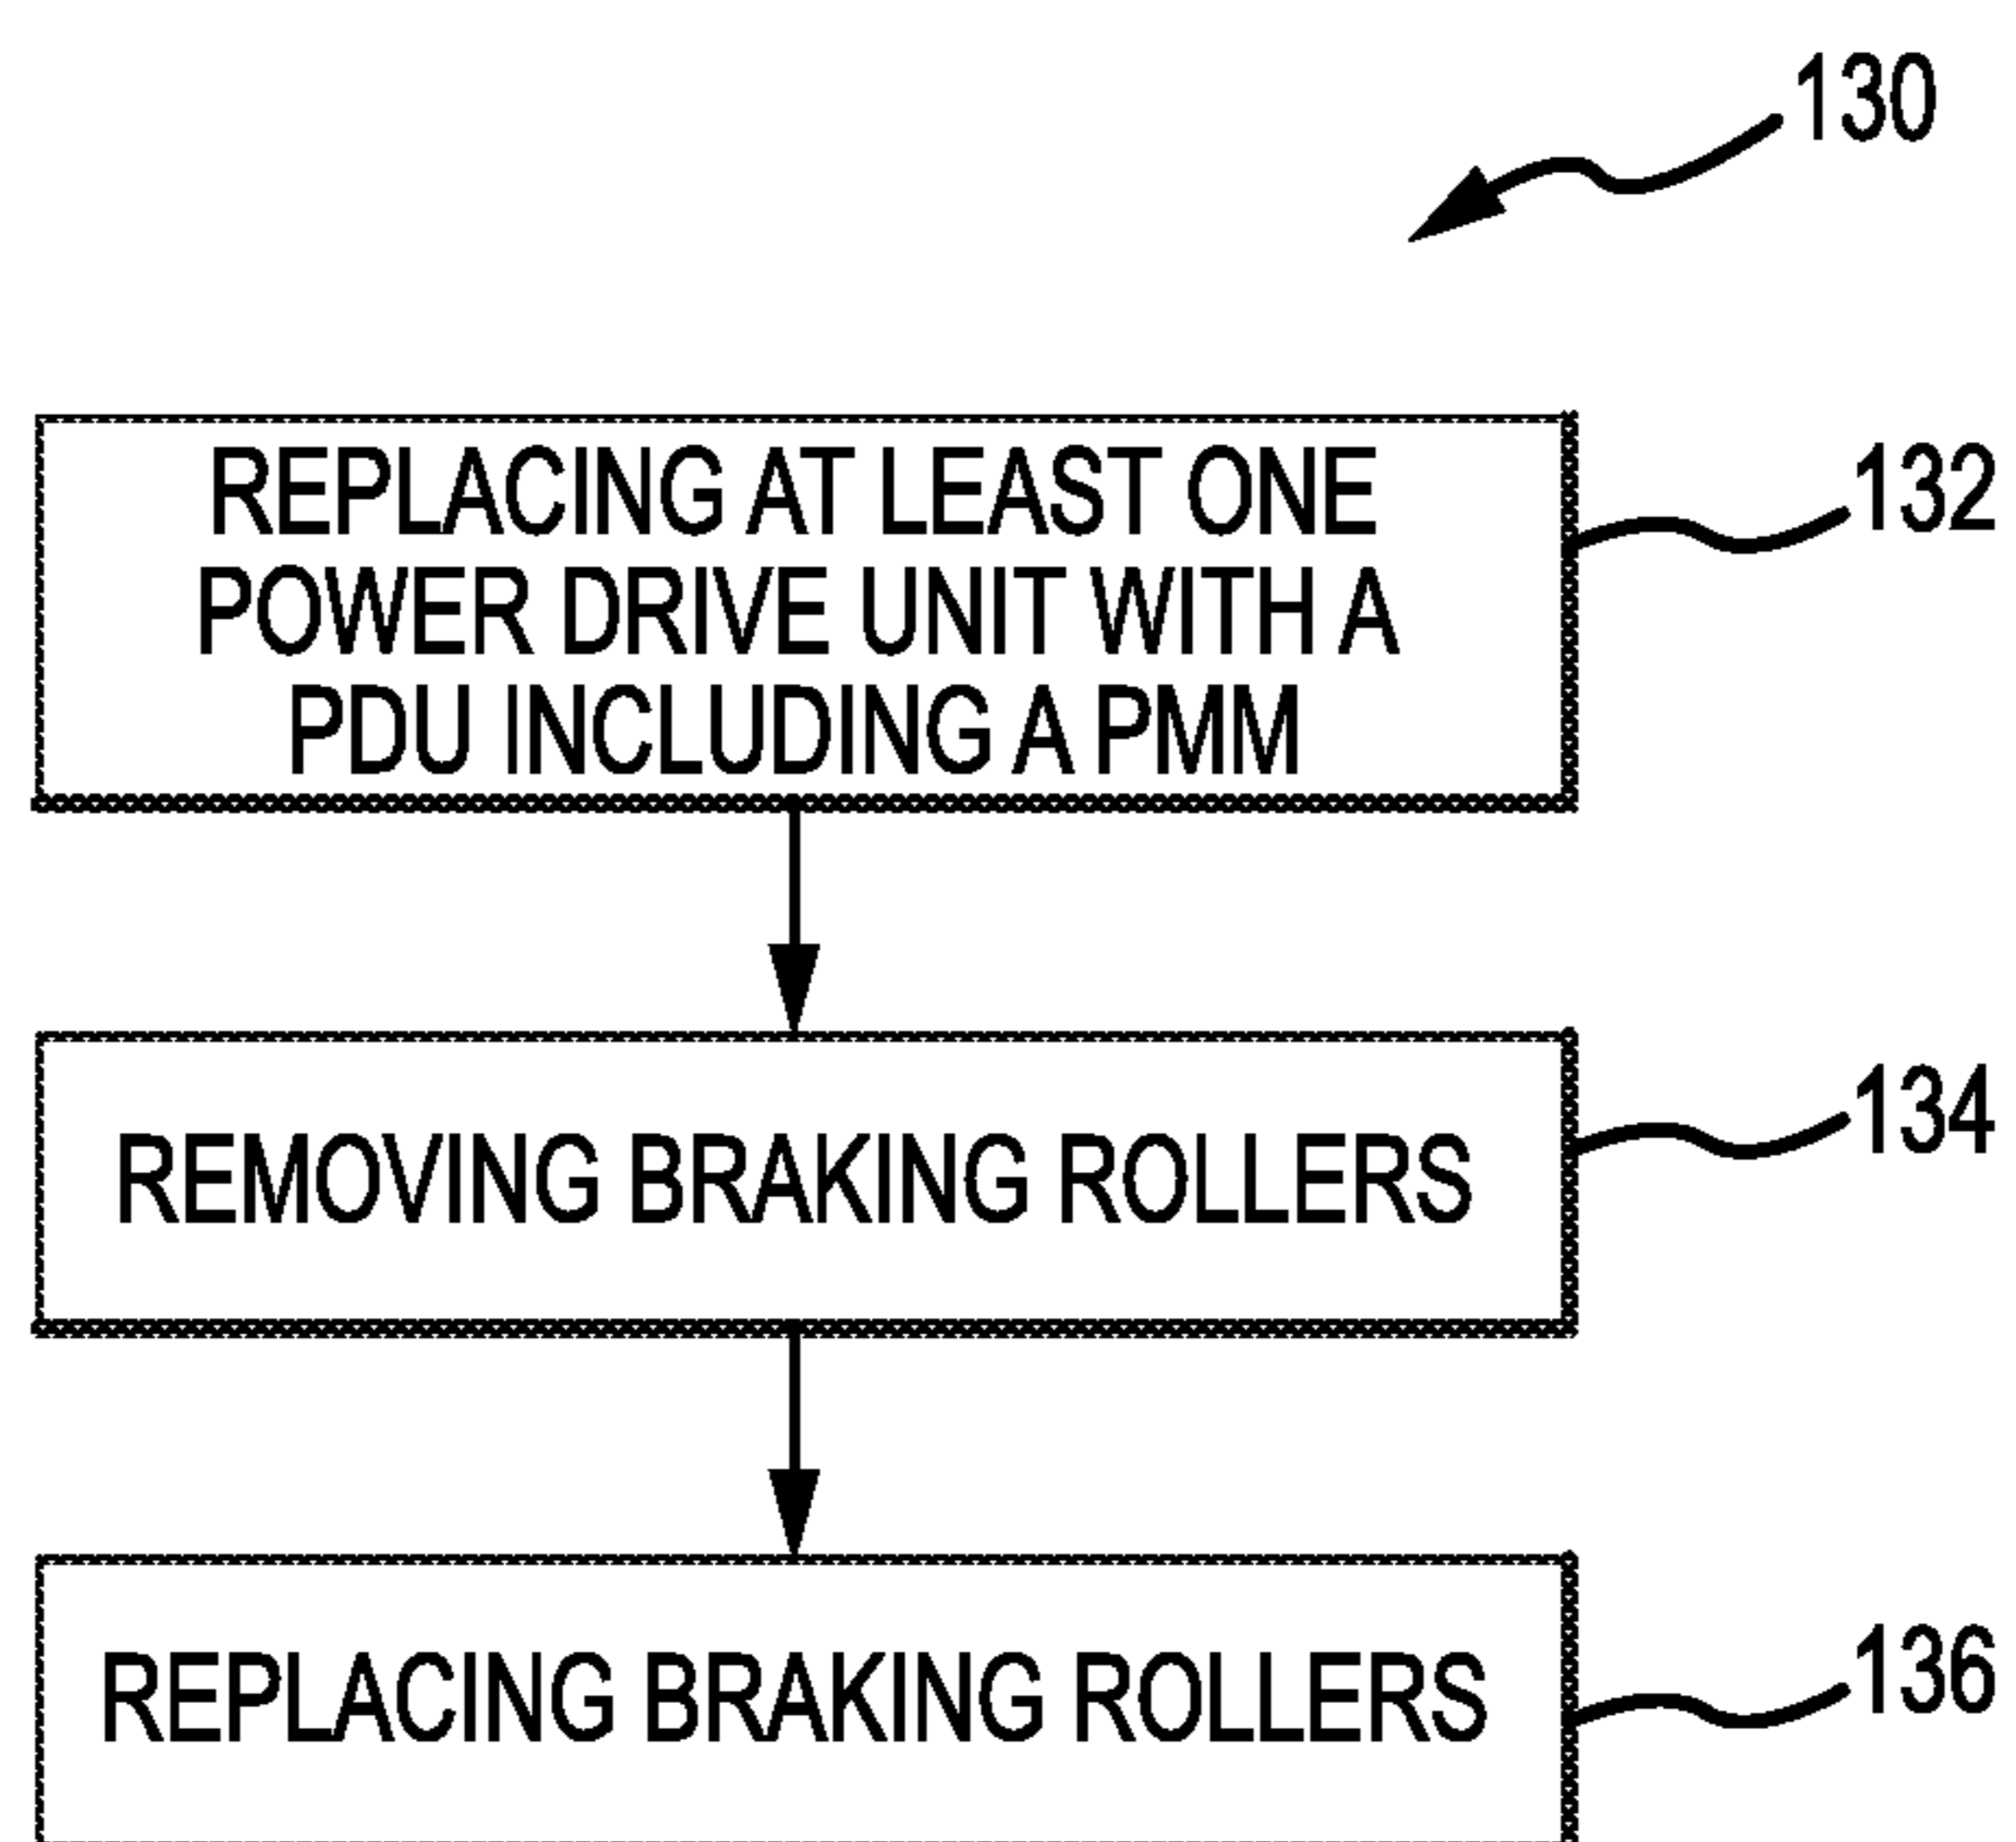 130
REPLACING AT LEAST ONE
POWER DRIVE UNIT WITH A
PDU INCLUDING A PMM
132
REMOVING BRAKING ROLLERS
134
REPLACING BRAKING ROLLERS
136